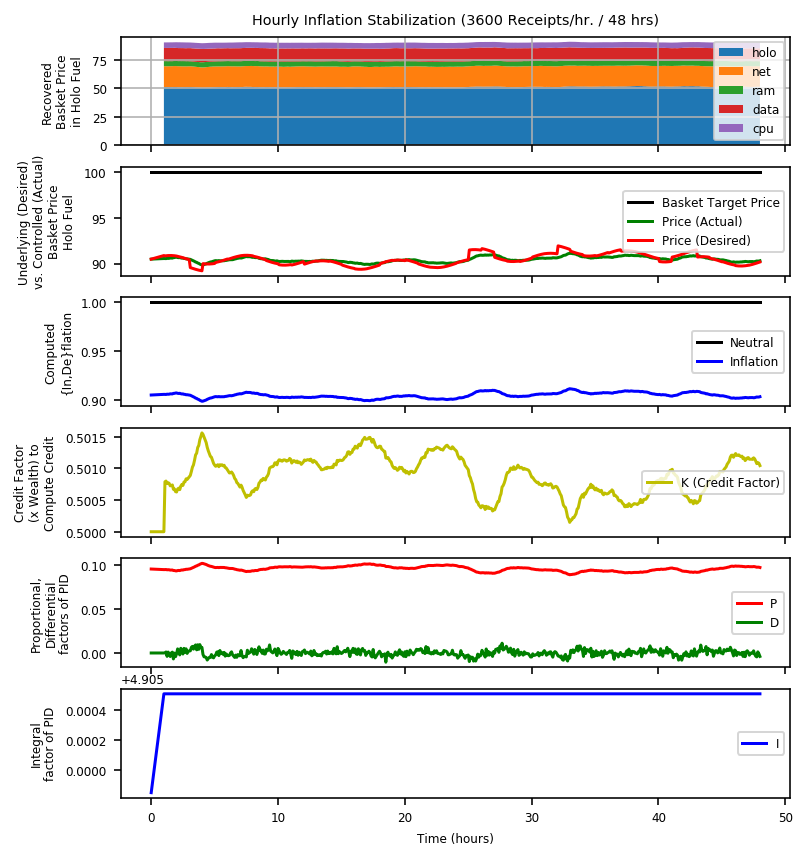 Hourly Inflation Stabilization (3600 Receipts/hr. / 48 hrs)
Recovered
Basket Price
in Holo Fuel
75
50
25
0
holo
net
ram
data
cpu
Underlying (Desired)
vs. Controlled (Actual)
Basket Price
Holo Fuel
100
95
90
Basket Target Price
Price (Actual)
Price (Desired)
Computed
{In,De}flation
1.00
0.95
0.90
Neutral
Inflation
Credit Factor
(x Wealth) to
Compute Credit
0.5015
0.5010
0.5005
0.5000
K (Credit Factor)
Proportional,
Differential
factors of PID
0.10
0.05
0.00
P
D
+4.905
Integral
factor of PID
0.0004
0.0002
0.0000
I
0
10
20
30
40
50
Time (hours)